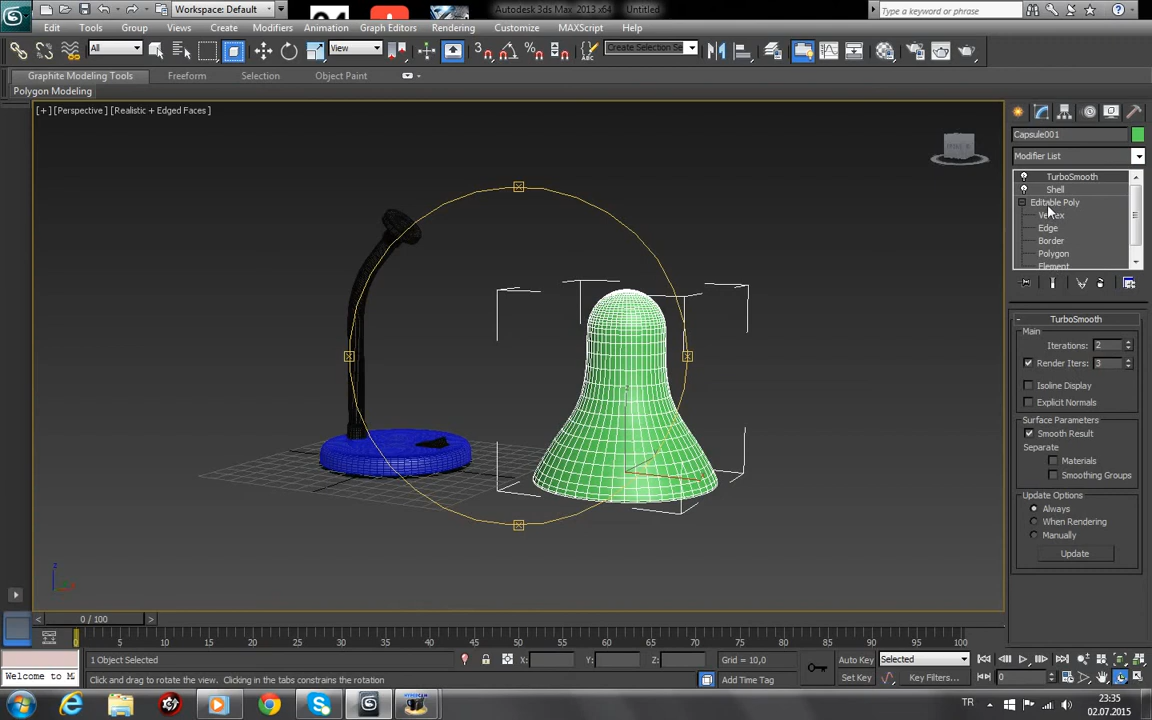 Workspace: Default
Autodesk 3ds Max 2013 x64
Untitled
Type a keyword or phrase
Edit
Tools
Group
Views
Create
Modifiers
Animation
Graph Editors
Rendering
Customize
MAXScript
Help
All
View
Create Selection Se
Graphite Modeling Tools
Freeform
Selection
Object Paint
Polygon Modeling
[ + ] [Perspective ] [Realistic + Edged Faces ]
Capsule001
Modifier List
TurboSmooth
Shell
Editable Poly
Vertex
Edge
Border
Polygon
Element
TurboSmooth
Main
Iterations: 2
Render Iters: 3
Isoline Display
Explicit Normals
Surface Parameters
Smooth Result
Separate
Materials
Smoothing Groups
Update Options
Always
When Rendering
Manually
Update
z
0 / 100
0 5 10 15 20 25 30 35 40 45 50 55 60 65 70 75 80 85 90 95 100
1 Object Selected
X:
Y:
Z:
Grid = 10,0
Auto Key
Selected
Welcome to M
Click and drag to rotate the view. Clicking in the tabs constrains the rotation
Add Time Tag
Set Key
Key Filters...
0
TR
23:35
02.07.2015